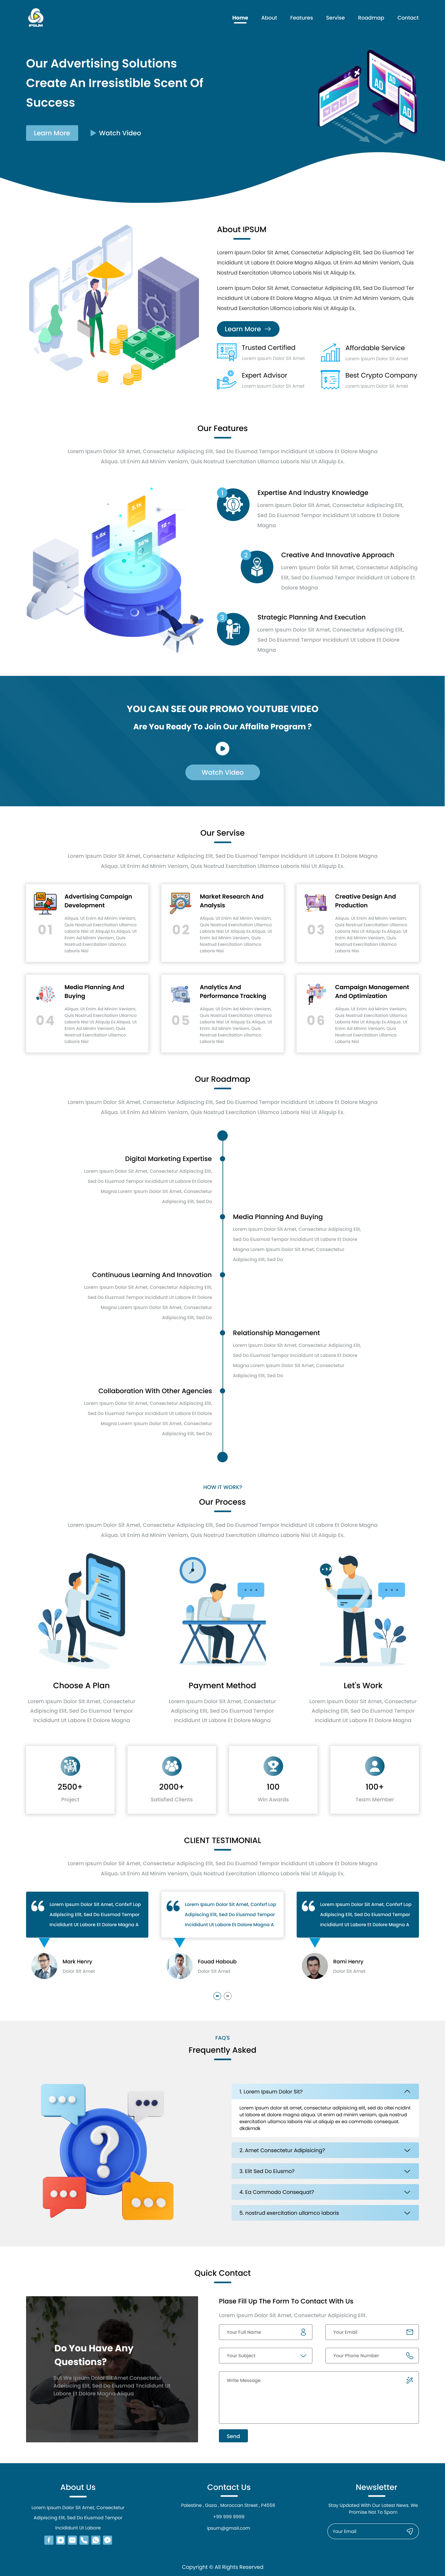 IPSUM
Home About Features Servise Roadmap Contact
Our Advertising Solutions
Create An Irresistible Scent Of
Success
Learn More Watch Video
AD AD AD
About IPSUM
Lorem Ipsum Dolor Sit Amet, Consectetur Adipiscing Elit, Sed Do Eiusmod Ter
Incididunt Ut Labore Et Dolore Magna Aliqua. Ut Enim Ad Minim Veniam, Quis
Nostrud Exercitation Ullamco Laboris Nisi Ut Aliquip Ex.
Lorem Ipsum Dolor Sit Amet, Consectetur Adipiscing Elit, Sed Do Eiusmod Ter
Incididunt Ut Labore Et Dolore Magna Aliqua. Ut Enim Ad Minim Veniam, Quis
Nostrud Exercitation Ullamco Laboris Nisi Ut Aliquip Ex.
Learn More
Trusted Certified
Lorem Ipsum Dolor Sit Amet
Affordable Service
Lorem Ipsum Dolor Sit Amet
Expert Advisor
Lorem Ipsum Dolor Sit Amet
Best Crypto Company
Lorem Ipsum Dolor Sit Amet
Our Features
Lorem Ipsum Dolor Sit Amet, Consectetur Adipiscing Elit, Sed Do Eiusmod Tempor Incididunt Ut Labore Et Dolore Magna
Aliqua. Ut Enim Ad Minim Veniam, Quis Nostrud Exercitation Ullamco Laboris Nisi Ut Aliquip Ex.
1
Expertise And Industry Knowledge
Lorem Ipsum Dolor Sit Amet, Consectetur Adipiscing Elit,
Sed Do Eiusmod Tempor Incididunt Ut Labore Et Dolore
Magna
2
Creative And Innovative Approach
Lorem Ipsum Dolor Sit Amet, Consectetur Adipiscing
Elit, Sed Do Eiusmod Tempor Incididunt Ut Labore Et
Dolore Magna
3
Strategic Planning And Execution
Lorem Ipsum Dolor Sit Amet, Consectetur Adipiscing Elit,
Sed Do Eiusmod Tempor Incididunt Ut Labore Et Dolore
Magna
YOU CAN SEE OUR PROMO YOUTUBE VIDEO
Are You Ready To Join Our Affalite Program ?
Watch Video
Our Servise
Lorem Ipsum Dolor Sit Amet, Consectetur Adipiscing Elit, Sed Do Eiusmod Tempor Incididunt Ut Labore Et Dolore Magna
Aliqua. Ut Enim Ad Minim Veniam, Quis Nostrud Exercitation Ullamco Laboris Nisi Ut Aliquip Ex.
01
Advertising Campaign
Development
Aliqua. Ut Enim Ad Minim Veniam,
Quis Nostrud Exercitation Ullamco
Laboris Nisi Ut Aliquip Ex.Aliqua. Ut
Enim Ad Minim Veniam, Quis
Nostrud Exercitation Ullamco
Laboris Nisi
02
Market Research And
Analysis
Aliqua. Ut Enim Ad Minim Veniam,
Quis Nostrud Exercitation Ullamco
Laboris Nisi Ut Aliquip Ex.Aliqua. Ut
Enim Ad Minim Veniam, Quis
Nostrud Exercitation Ullamco
Laboris Nisi
03
Creative Design And
Production
Aliqua. Ut Enim Ad Minim Veniam,
Quis Nostrud Exercitation Ullamco
Laboris Nisi Ut Aliquip Ex.Aliqua. Ut
Enim Ad Minim Veniam, Quis
Nostrud Exercitation Ullamco
Laboris Nisi
04
Media Planning And
Buying
Aliqua. Ut Enim Ad Minim Veniam,
Quis Nostrud Exercitation Ullamco
Laboris Nisi Ut Aliquip Ex.Aliqua. Ut
Enim Ad Minim Veniam, Quis
Nostrud Exercitation Ullamco
Laboris Nisi
05
Analytics And
Performance Tracking
Aliqua. Ut Enim Ad Minim Veniam,
Quis Nostrud Exercitation Ullamco
Laboris Nisi Ut Aliquip Ex.Aliqua. Ut
Enim Ad Minim Veniam, Quis
Nostrud Exercitation Ullamco
Laboris Nisi
06
Campaign Management
And Optimization
Aliqua. Ut Enim Ad Minim Veniam,
Quis Nostrud Exercitation Ullamco
Laboris Nisi Ut Aliquip Ex.Aliqua. Ut
Enim Ad Minim Veniam, Quis
Nostrud Exercitation Ullamco
Laboris Nisi
Our Roadmap
Lorem Ipsum Dolor Sit Amet, Consectetur Adipiscing Elit, Sed Do Eiusmod Tempor Incididunt Ut Labore Et Dolore Magna
Aliqua. Ut Enim Ad Minim Veniam, Quis Nostrud Exercitation Ullamco Laboris Nisi Ut Aliquip Ex.
Digital Marketing Expertise
Lorem Ipsum Dolor Sit Amet, Consectetur Adipiscing Elit,
Sed Do Eiusmod Tempor Incididunt Ut Labore Et Dolore
Magna Lorem Ipsum Dolor Sit Amet, Consectetur
Adipiscing Elit, Sed Do
Media Planning And Buying
Lorem Ipsum Dolor Sit Amet, Consectetur Adipiscing Elit,
Sed Do Eiusmod Tempor Incididunt Ut Labore Et Dolore
Magna Lorem Ipsum Dolor Sit Amet, Consectetur
Adipiscing Elit, Sed Do
Continuous Learning And Innovation
Lorem Ipsum Dolor Sit Amet, Consectetur Adipiscing Elit,
Sed Do Eiusmod Tempor Incididunt Ut Labore Et Dolore
Magna Lorem Ipsum Dolor Sit Amet, Consectetur
Adipiscing Elit, Sed Do
Relationship Management
Lorem Ipsum Dolor Sit Amet, Consectetur Adipiscing Elit,
Sed Do Eiusmod Tempor Incididunt Ut Labore Et Dolore
Magna Lorem Ipsum Dolor Sit Amet, Consectetur
Adipiscing Elit, Sed Do
Collaboration With Other Agencies
Lorem Ipsum Dolor Sit Amet, Consectetur Adipiscing Elit,
Sed Do Eiusmod Tempor Incididunt Ut Labore Et Dolore
Magna Lorem Ipsum Dolor Sit Amet, Consectetur
Adipiscing Elit, Sed Do
HOW IT WORK?
Our Process
Lorem Ipsum Dolor Sit Amet, Consectetur Adipiscing Elit, Sed Do Eiusmod Tempor Incididunt Ut Labore Et Dolore Magna
Aliqua. Ut Enim Ad Minim Veniam, Quis Nostrud Exercitation Ullamco Laboris Nisi Ut Aliquip Ex.
Choose A Plan
Lorem Ipsum Dolor Sit Amet, Consectetur
Adipiscing Elit, Sed Do Eiusmod Tempor
Incididunt Ut Labore Et Dolore Magna
Payment Method
Lorem Ipsum Dolor Sit Amet, Consectetur
Adipiscing Elit, Sed Do Eiusmod Tempor
Incididunt Ut Labore Et Dolore Magna
Let's Work
Lorem Ipsum Dolor Sit Amet, Consectetur
Adipiscing Elit, Sed Do Eiusmod Tempor
Incididunt Ut Labore Et Dolore Magna
2500+
Project
2000+
Satisfied Clients
100
Win Awards
100+
Team Member
CLIENT TESTIMONIAL
Lorem Ipsum Dolor Sit Amet, Consectetur Adipiscing Elit, Sed Do Eiusmod Tempor Incididunt Ut Labore Et Dolore Magna
Aliqua. Ut Enim Ad Minim Veniam, Quis Nostrud Exercitation Ullamco Laboris Nisi Ut Aliquip Ex.
Lorem Ipsum Dolor Sit Amet, Confxrf Lop
Adipiscing Elit, Sed Do Eiusmod Tempor
Incididunt Ut Labore Et Dolore Magna A
Mark Henry
Dolor Sit Amet
Lorem Ipsum Dolor Sit Amet, Confxrf Lop
Adipiscing Elit, Sed Do Eiusmod Tempor
Incididunt Ut Labore Et Dolore Magna A
Fouad Haboub
Dolor Sit Amet
Lorem Ipsum Dolor Sit Amet, Confxrf Lop
Adipiscing Elit, Sed Do Eiusmod Tempor
Incididunt Ut Labore Et Dolore Magna A
Rami Henry
Dolor Sit Amet
FAQ'S
Frequently Asked
?
1. Lorem Ipsum Dolor Sit?
Lorem ipsum dolor sit amet, consectetur adipisicing elit, sed do oltei ncidint
ut labore et dolore magna aliqua. Ut enim ad minim veniam, quis nostrud
exercitation ullamco laboris nisi ut aliquip ex ea commodo consequat.
dkdkmdk
2. Amet Consectetur Adipisicing?
3. Elit Sed Do Eiusmo?
4. Ea Commodo Consequat?
5. nostrud exercitation ullamco laboris
Quick Contact
Do You Have Any
Questions?
But We Ipsum Dolor Sit Amet Consectetur
Adipisicing Elit, Sed Do Eiusmod Tncididunt Ut
Labore Et Dolore Magna Aliqua
Plase Fill Up The Form To Contact With Us
Lorem Ipsum Dolor Sit Amet, Consectetur Adipisicing Elit.
Your Full Name Your Email
Your Subject Your Phone Number
Write Message
Send
About Us
Lorem Ipsum Dolor Sit Amet, Consectetur
Adipiscing Elit, Sed Do Eiusmod Tempor
Incididunt Ut Labore
Contact Us
Palestine , Gaza , Moroccan Street , P4556
+99 999 9999
ipsum@gmail.com
Newsletter
Stay Updated With Our Latest News. We
Promise Not To Spam
Your Email
Copyright © All Rights Reserved